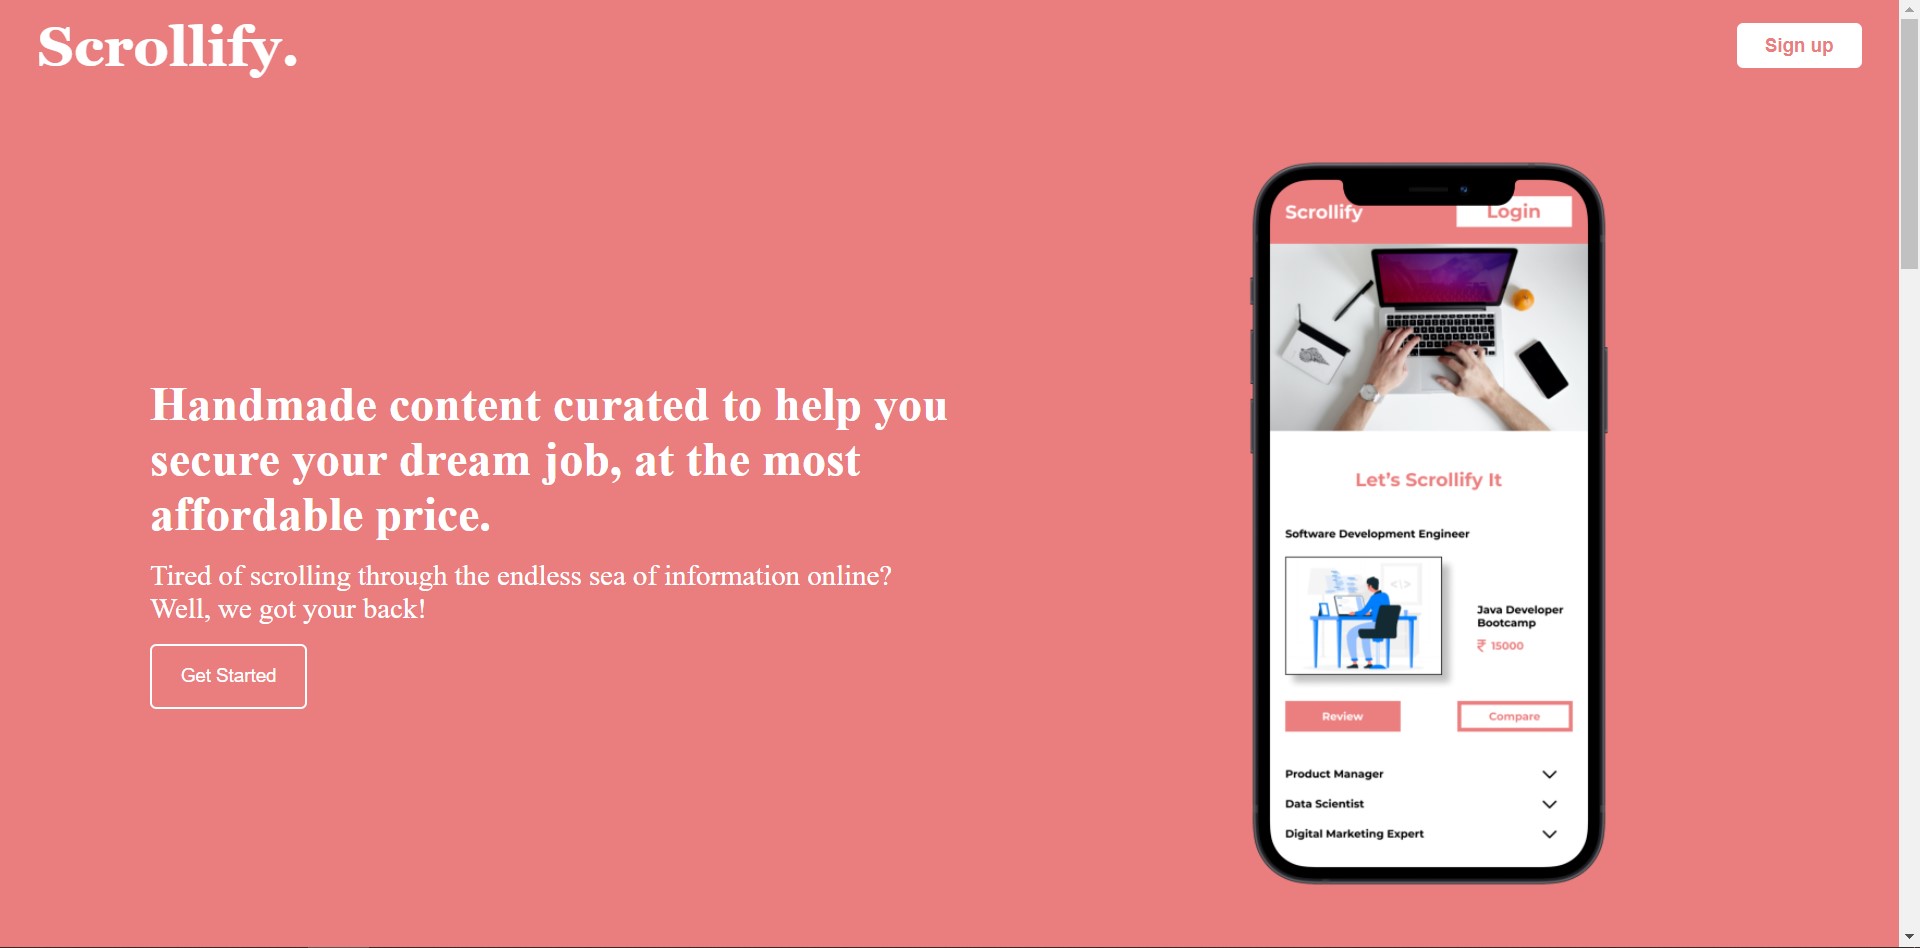 Scrollify.
Sign up
Handmade content curated to help you
secure your dream job, at the most
affordable price.
Tired of scrolling through the endless sea of information online?
Well, we got your back!
Get Started
Scrollify
Login
Let's Scrollify It
Software Development Engineer
Java Developer
Bootcamp
₹ 15000
Review
Compare
Product Manager
Data Scientist
Digital Marketing Expert